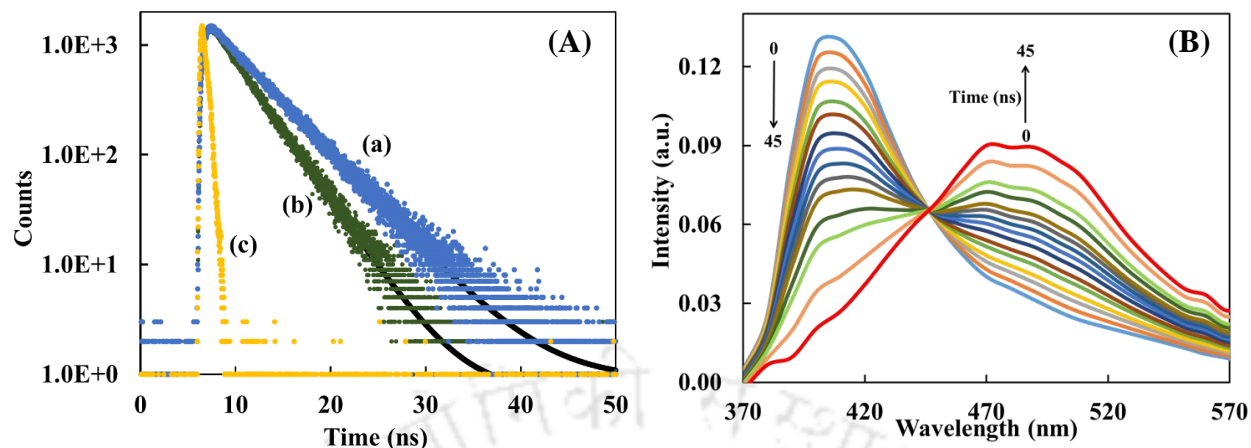 (A)
Counts
1.0E+3
1.0E+2
1.0E+1
1.0E+0
(a)
(b)
(c)
0 10 20 30 40 50
Time (ns)
(B)
Intensity (a.u.)
0.12
0.09
0.06
0.03
0.00
0
45
45
Time (ns)
0
370 420 470 520 570
Wavelength (nm)